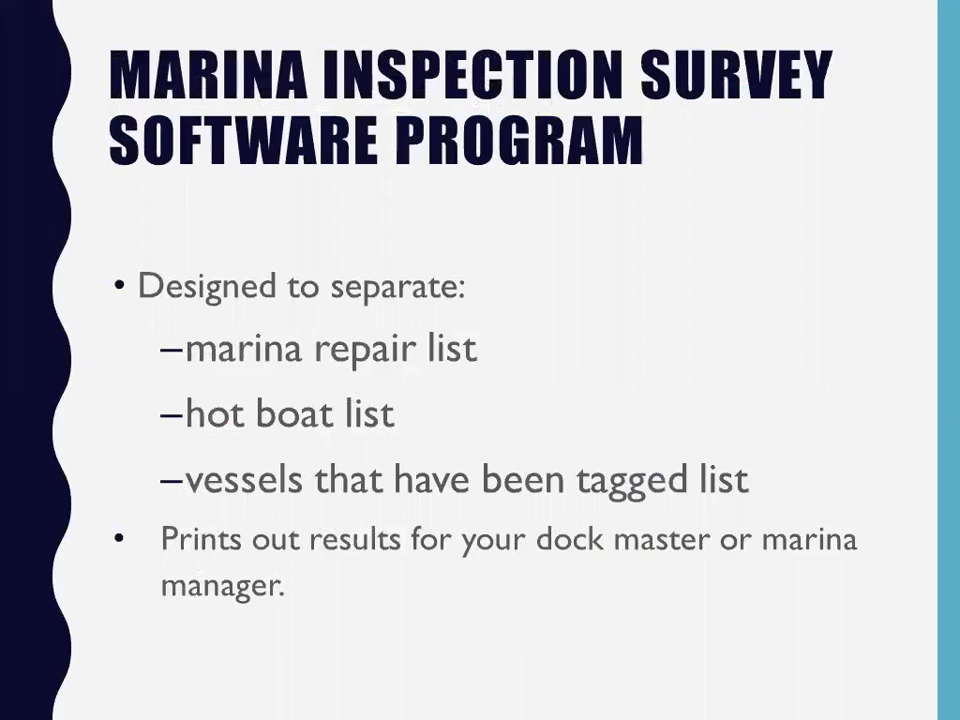 MARINA INSPECTION SURVEY
SOFTWARE PROGRAM
• Designed to separate:
–marina repair list
–hot boat list
–vessels that have been tagged list
• Prints out results for your dock master or marina
manager.